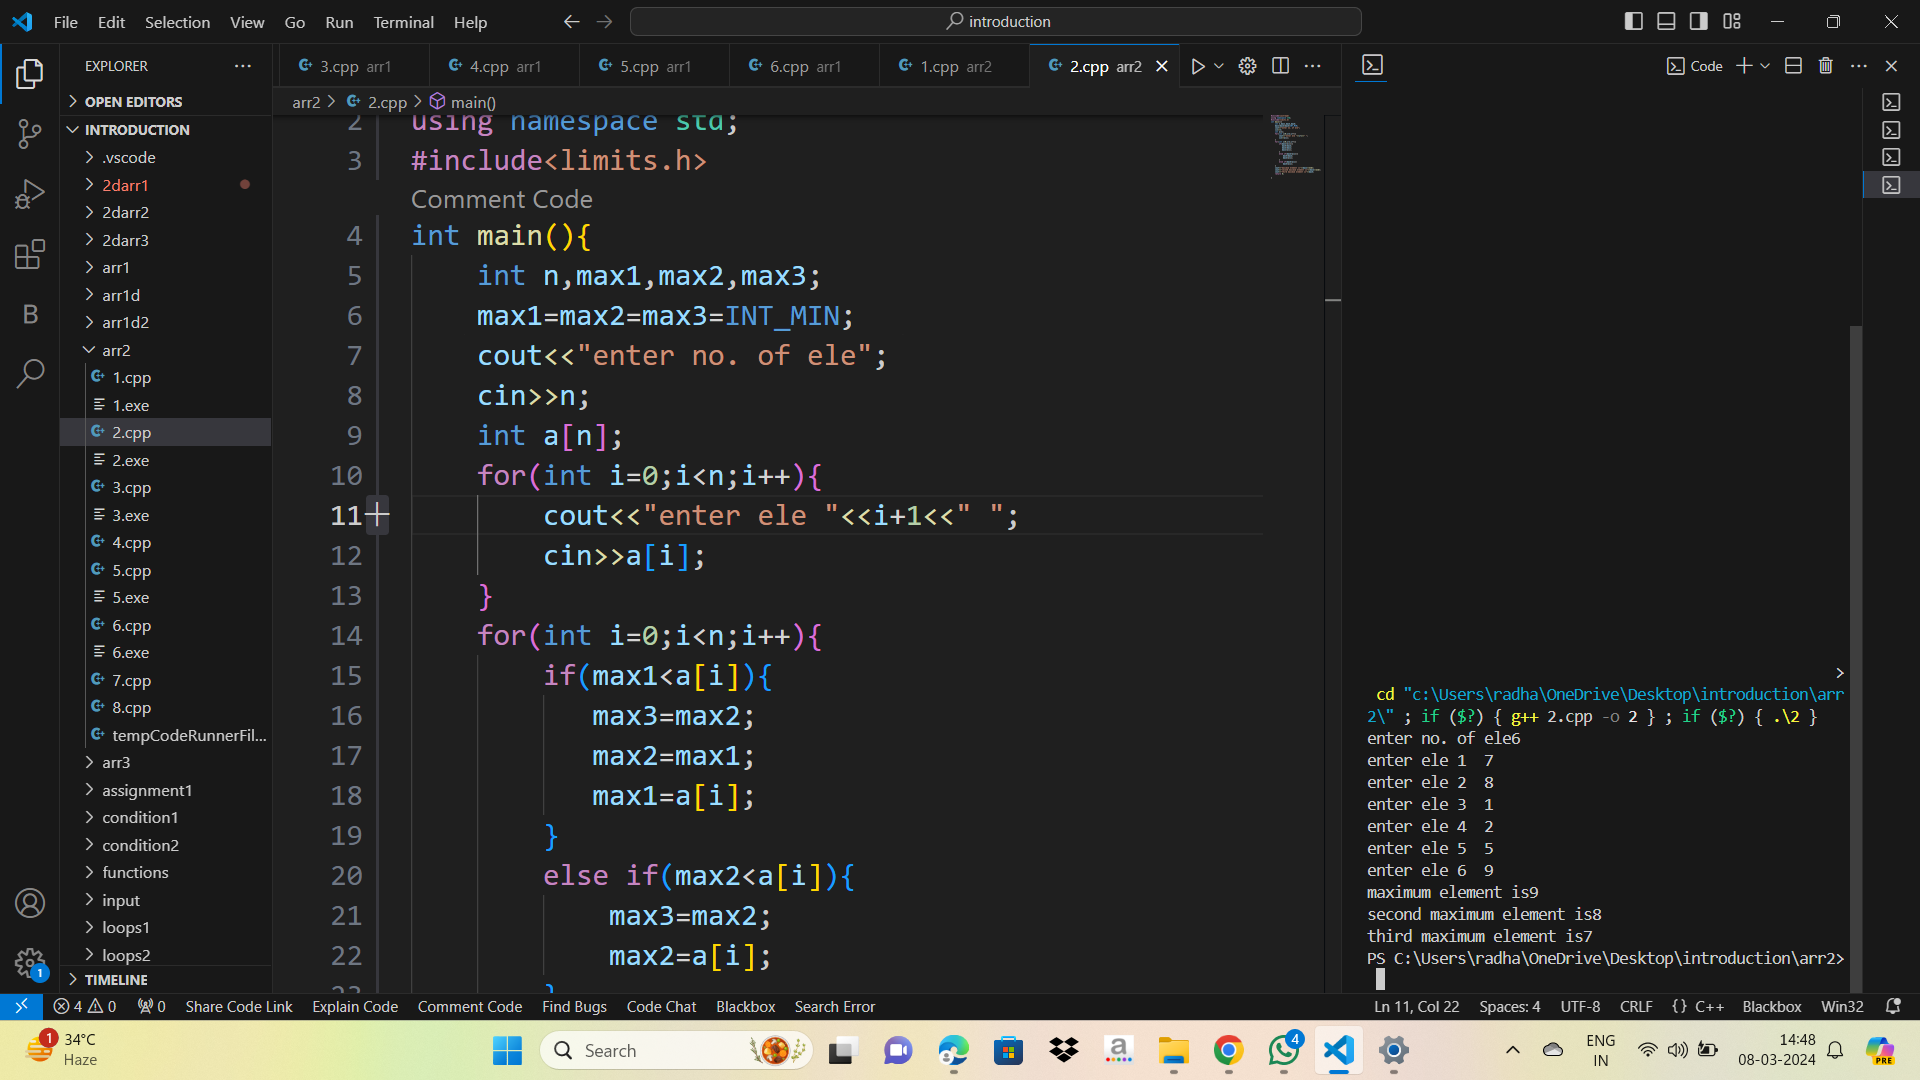 File Edit Selection View Go Run Terminal Help
introduction
EXPLORER
OPEN EDITORS
INTRODUCTION
.vscode
2darr1
2darr2
2darr3
arr1
arr1d
arr1d2
arr2
1.cpp
1.exe
2.cpp
2.exe
3.cpp
3.exe
4.cpp
5.cpp
5.exe
6.cpp
6.exe
7.cpp
8.cpp
tempCodeRunnerFil...
arr3
assignment1
condition1
condition2
functions
input
loops1
loops2
TIMELINE
3.cpp arr1 4.cpp arr1 5.cpp arr1 6.cpp arr1 1.cpp arr2 2.cpp arr2
arr2 > 2.cpp > main()
2 using namespace std;
3 #include<limits.h>
Comment Code
4 int main(){
5 int n,max1,max2,max3;
6 max1=max2=max3=INT_MIN;
7 cout<<"enter no. of ele";
8 cin>>n;
9 int a[n];
10 for(int i=0;i<n;i++){
11 cout<<"enter ele "<<i+1<<" ";
12 cin>>a[i];
13 }
14 for(int i=0;i<n;i++){
15 if(max1<a[i]){
16 max3=max2;
17 max2=max1;
18 max1=a[i];
19 }
20 else if(max2<a[i]){
21 max3=max2;
22 max2=a[i];
23 }
Code
>
cd "c:\Users\radha\OneDrive\Desktop\introduction\arr
2\" ; if ($?) { g++ 2.cpp -o 2 } ; if ($?) { .\2 }
enter no. of ele6
enter ele 1 7
enter ele 2 8
enter ele 3 1
enter ele 4 2
enter ele 5 5
enter ele 6 9
maximum element is9
second maximum element is8
third maximum element is7
PS C:\Users\radha\OneDrive\Desktop\introduction\arr2>
4 0 0 Share Code Link Explain Code Comment Code Find Bugs Code Chat Blackbox Search Error
Ln 11, Col 22 Spaces: 4 UTF-8 CRLF {} C++ Blackbox Win32
1
1
34°C
Haze
Search
a
4
ENG
IN
14:48
08-03-2024
PRE